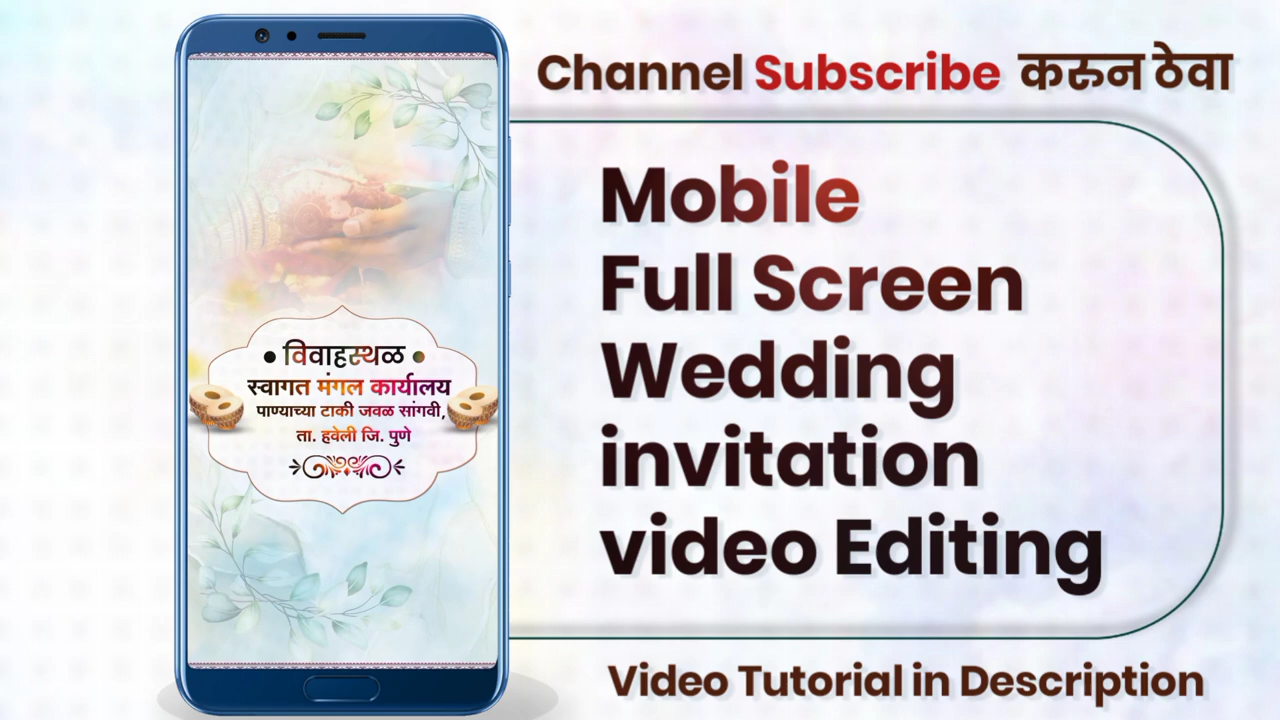 Channel Subscribe करुन ठेवा
Mobile
Full Screen
Wedding
invitation
video Editing
Video Tutorial in Description
• विवाहस्थळ •
स्वागत मंगल कार्यालय
पाण्याच्या टाकी जवळ सांगवी,
ता. हवेली जि. पुणे